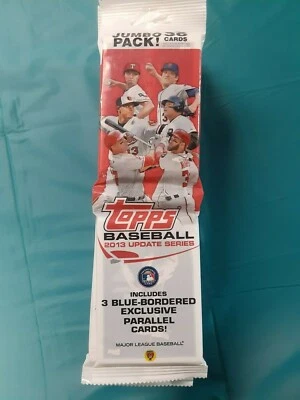 JUMBO 36
PACK! CARDS
Topps
BASEBALL
2013 UPDATE SERIES
INCLUDES
3 BLUE-BORDERED
EXCLUSIVE
PARALLEL
CARDS!
MAJOR LEAGUE BASEBALL